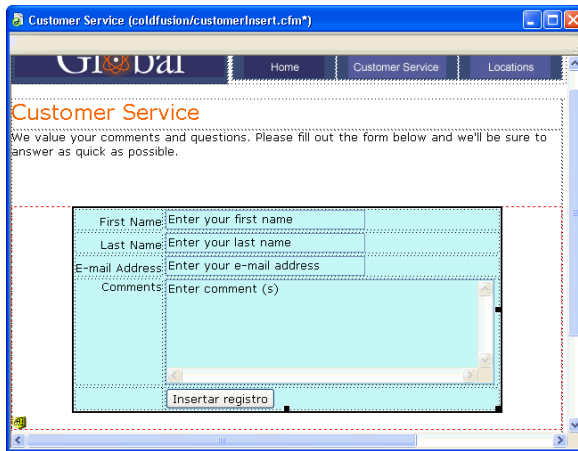 Customer Service (coldfusion/customerInsert.cfm*)
Global
Home
Customer Service
Locations
Customer Service
We value your comments and questions. Please fill out the form below and we'll be sure to
answer as quick as possible.
First Name
Enter your first name
Last Name
Enter your last name
E-mail Address
Enter your e-mail address
Comments
Enter comment (s)
Insertar registro